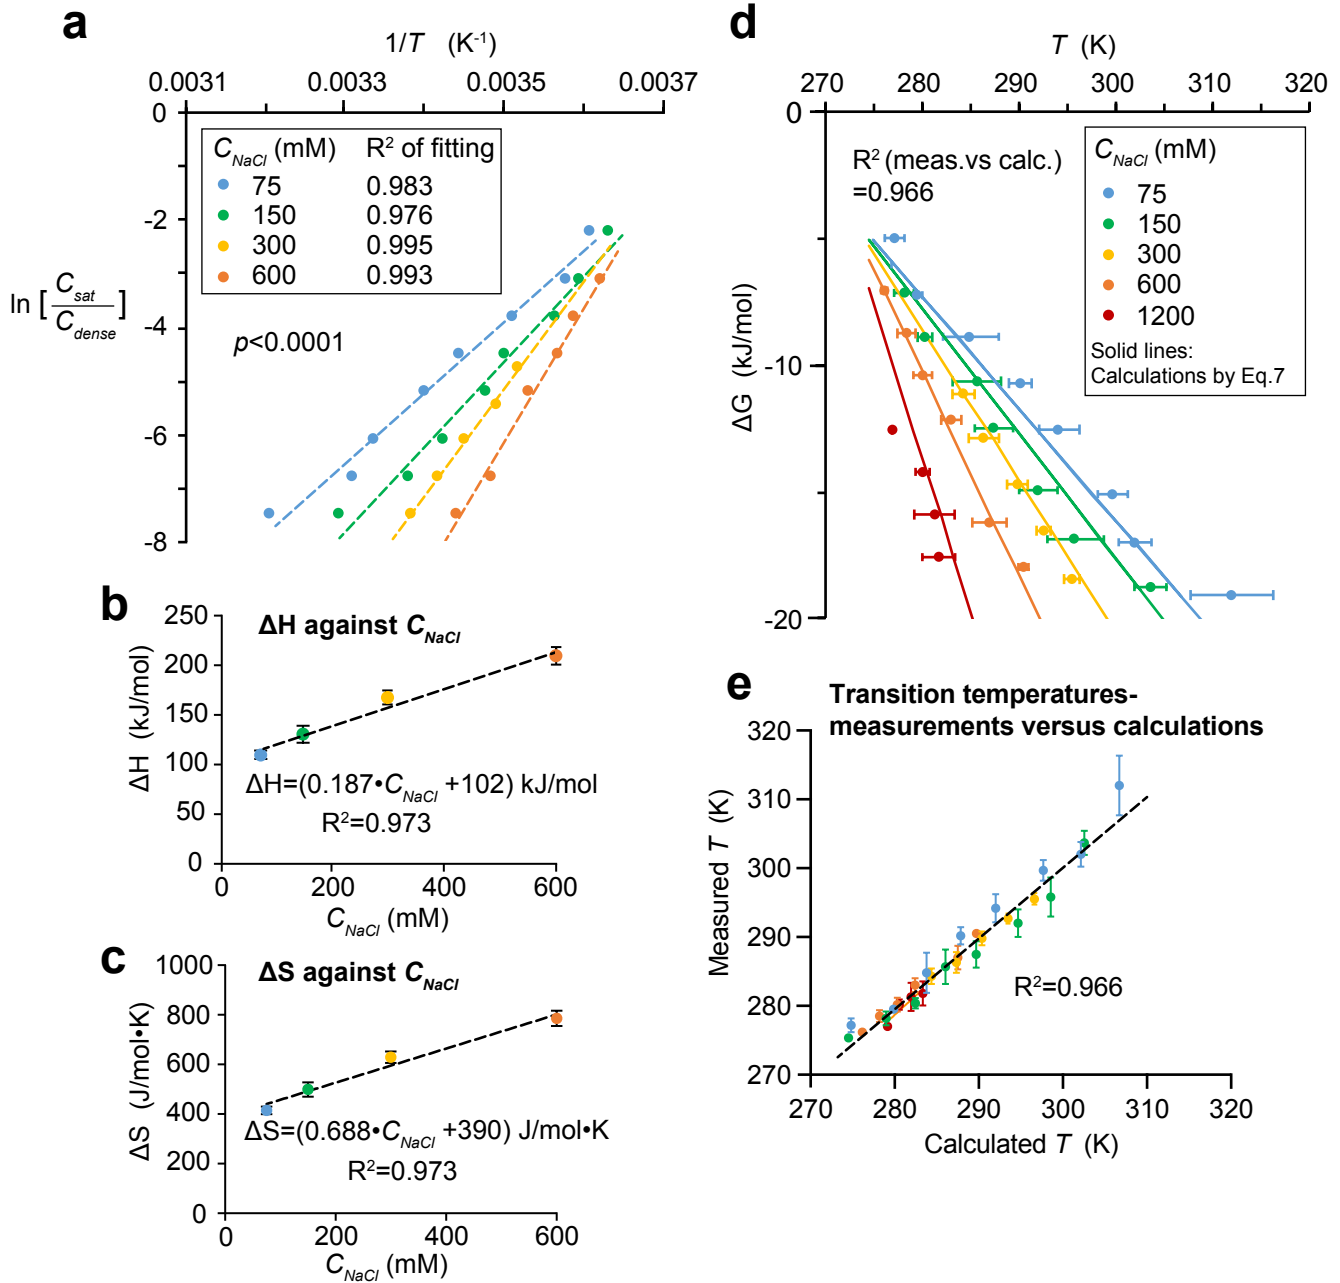 a
1/T (K-1)
0.0031 0.0033 0.0035 0.0037
0
-2
-4
-6
-8
ln [ Csat / Cdense ]
CNaCl (mM) R2 of fitting
75 0.983
150 0.976
300 0.995
600 0.993
p<0.0001
b
ΔH against CNaCl
250
200
150
100
50
0
ΔH (kJ/mol)
ΔH=(0.187•CNaCl +102) kJ/mol
R2=0.973
0 200 400 600
CNaCl (mM)
c
ΔS against CNaCl
1000
800
600
400
200
0
ΔS (J/mol•K)
ΔS=(0.688•CNaCl +390) J/mol•K
R2=0.973
0 200 400 600
CNaCl (mM)
d
T (K)
270 280 290 300 310 320
0
-10
-20
ΔG (kJ/mol)
R2 (meas.vs calc.)
=0.966
CNaCl (mM)
75
150
300
600
1200
Solid lines:
Calculations by Eq.7
e
Transition temperatures-
measurements versus calculations
320
310
300
290
280
270
Measured T (K)
R2=0.966
270 280 290 300 310 320
Calculated T (K)